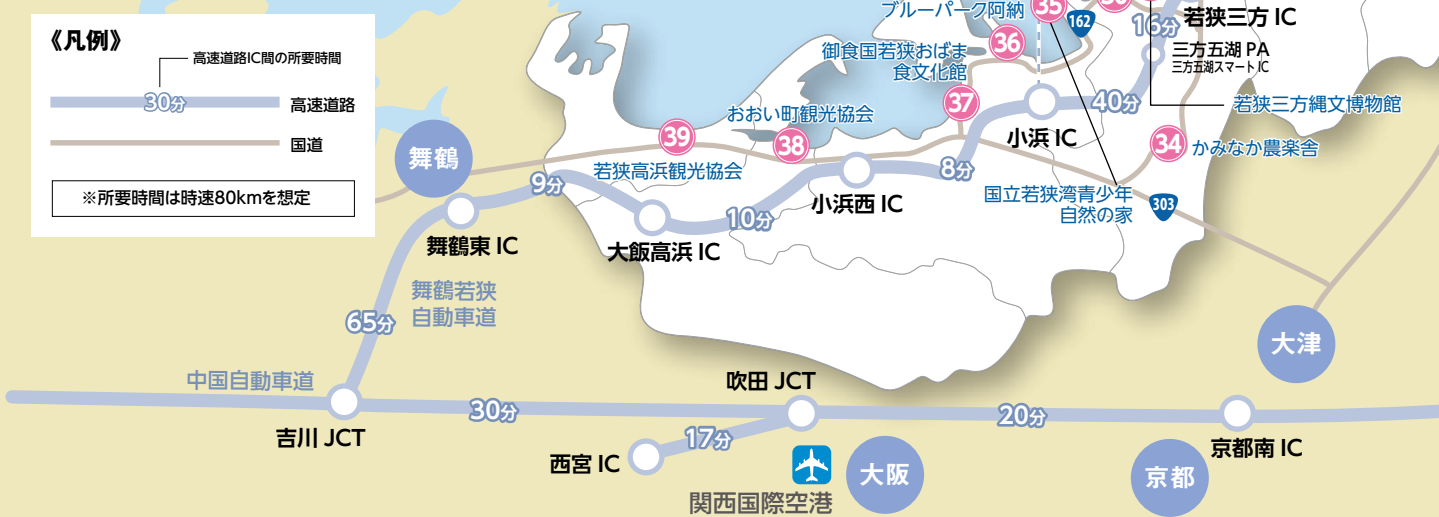 《凡例》
高速道路IC間の所要時間
30分
高速道路
国道
※所要時間は時速80kmを想定
ブルーパーク阿納
35
162
16分
若狭三方 IC
36
御食国若狭おばま
食文化館
三方五湖 PA
三方五湖スマートIC
37
40分
若狭三方縄文博物館
小浜 IC
おおい町観光協会
39
38
34
かみなか農楽舎
舞鶴
若狭高浜観光協会
8分
9分
国立若狭湾青少年
自然の家
303
小浜西 IC
10分
舞鶴東 IC
大飯高浜 IC
舞鶴若狭
自動車道
65分
大津
中国自動車道
吹田 JCT
30分
20分
吉川 JCT
17分
西宮 IC
京都南 IC
大阪
京都
関西国際空港